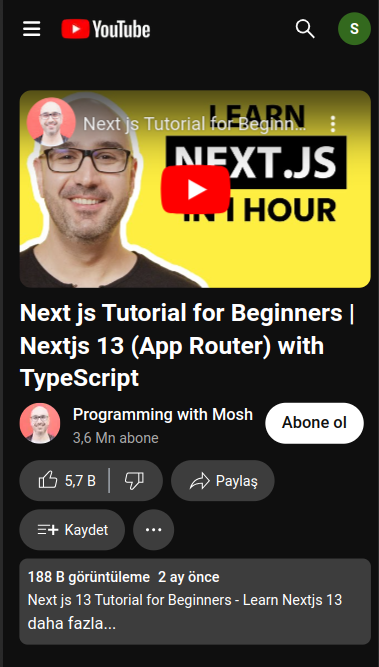 YouTube
S
Next js Tutorial for Beginn...
LEARN
NEXT.JS
IN 1 HOUR
Next js Tutorial for Beginners |
Nextjs 13 (App Router) with
TypeScript
Programming with Mosh
3,6 Mn abone
Abone ol
5,7 B
Paylaş
Kaydet
188 B görüntüleme 2 ay önce
Next js 13 Tutorial for Beginners - Learn Nextjs 13
daha fazla...